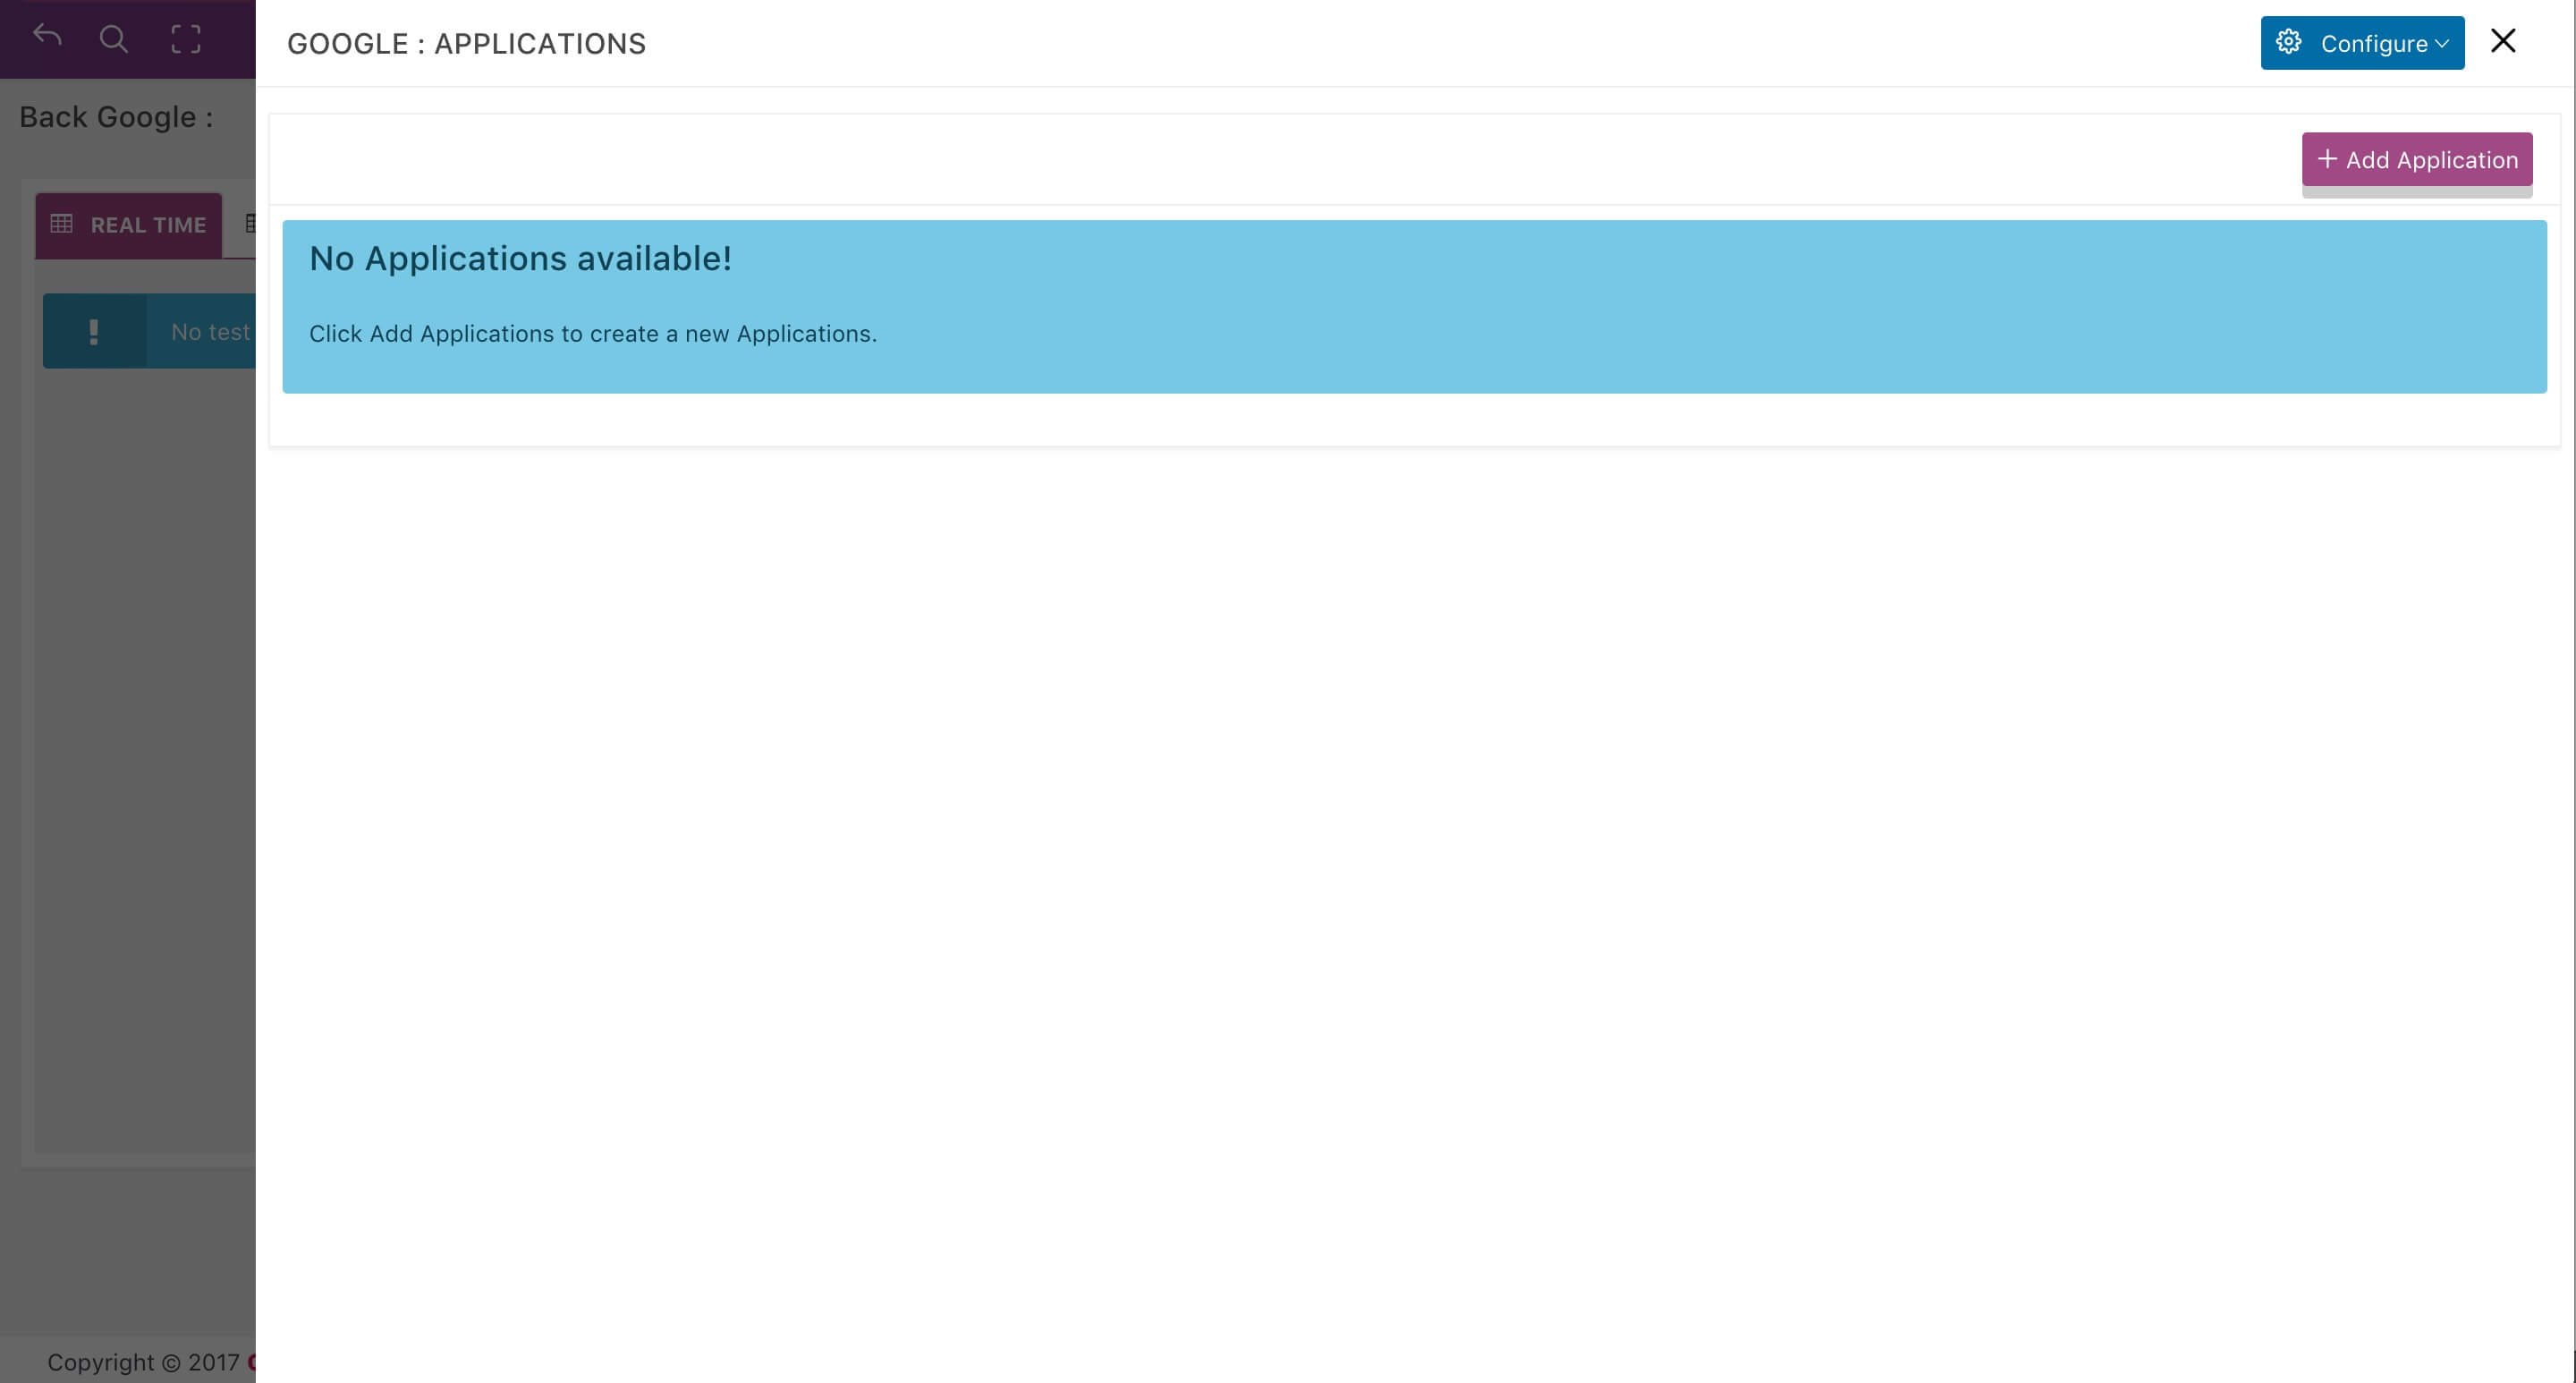 GOOGLE : APPLICATIONS
Configure
Back Google :
+ Add Application
REAL TIME
No Applications available!
Click Add Applications to create a new Applications.
! No test
Copyright © 2017